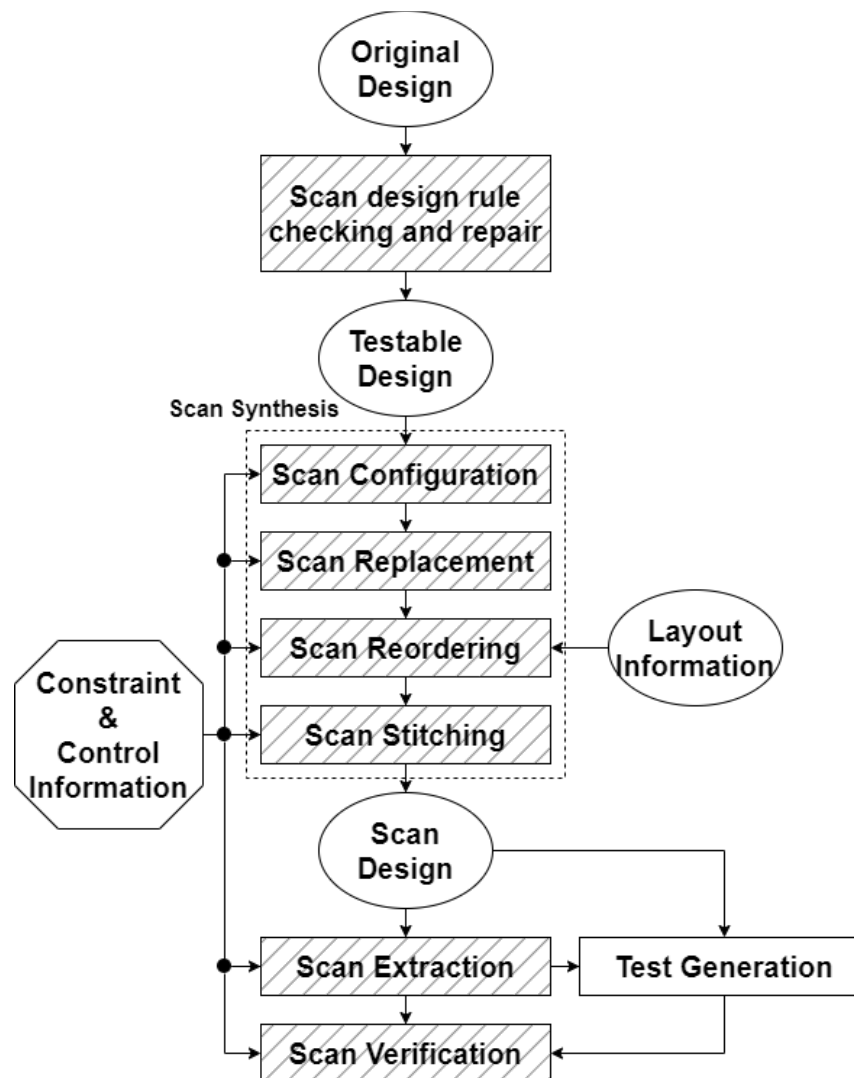 Original
Design
Scan design rule
checking and repair
Testable
Design
Scan Synthesis
Scan Configuration
Scan Replacement
Scan Reordering
Layout
Information
Constraint
&
Control
Information
Scan Stitching
Scan
Design
Scan Extraction
Test Generation
Scan Verification